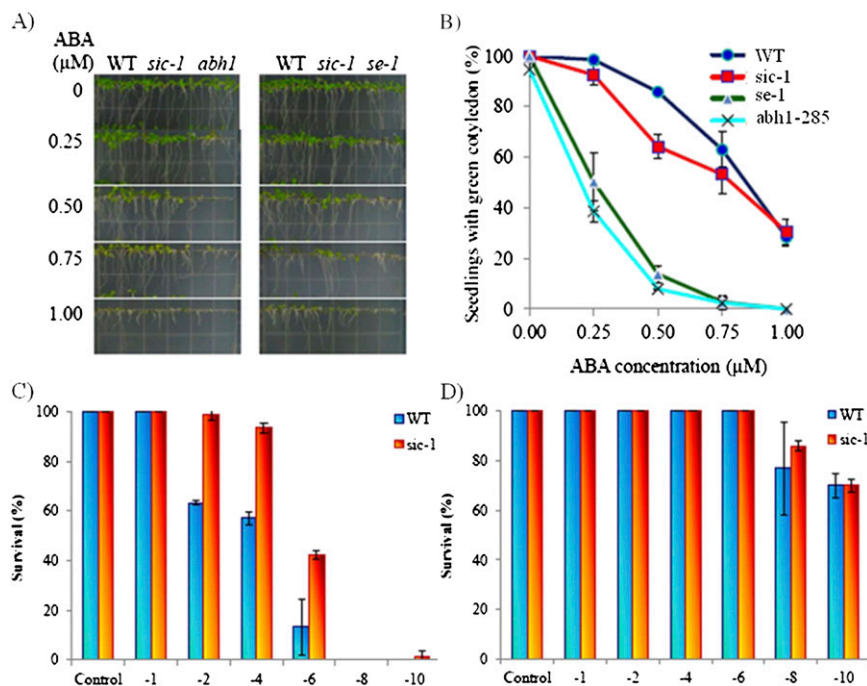 A)
ABA
(µM)
WT sic-1 abh1
WT sic-1 se-1
0
0.25
0.50
0.75
1.00
B)
Seedlings with green cotyledon (%)
100
80
60
40
20
0
0.00 0.25 0.50 0.75 1.00
ABA concentration (µM)
WT
sic-1
se-1
abh1-285
C)
Survival (%)
100
80
60
40
20
0
Control -1 -2 -4 -6 -8 -10
WT
sic-1
D)
Survival (%)
100
80
60
40
20
0
Control -1 -2 -4 -6 -8 -10
WT
sic-1